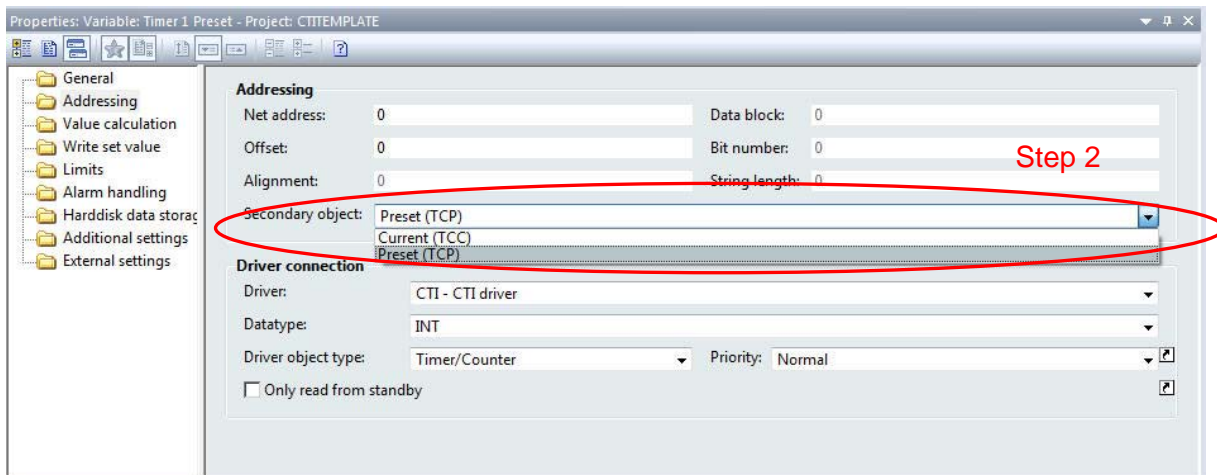 Properties: Variable: Timer 1 Preset - Project: CTITEMPLATE
General
Addressing
Value calculation
Write set value
Limits
Alarm handling
Harddisk data storag
Additional settings
External settings
Addressing
Net address: 0 Data block: 0
Offset: 0 Bit number: 0
Step 2
Alignment: 0 String length: 0
Secondary object: Preset (TCP)
Current (TCC)
Preset (TCP)
Driver connection
Driver: CTI - CTI driver
Datatype: INT
Driver object type: Timer/Counter Priority: Normal
Only read from standby